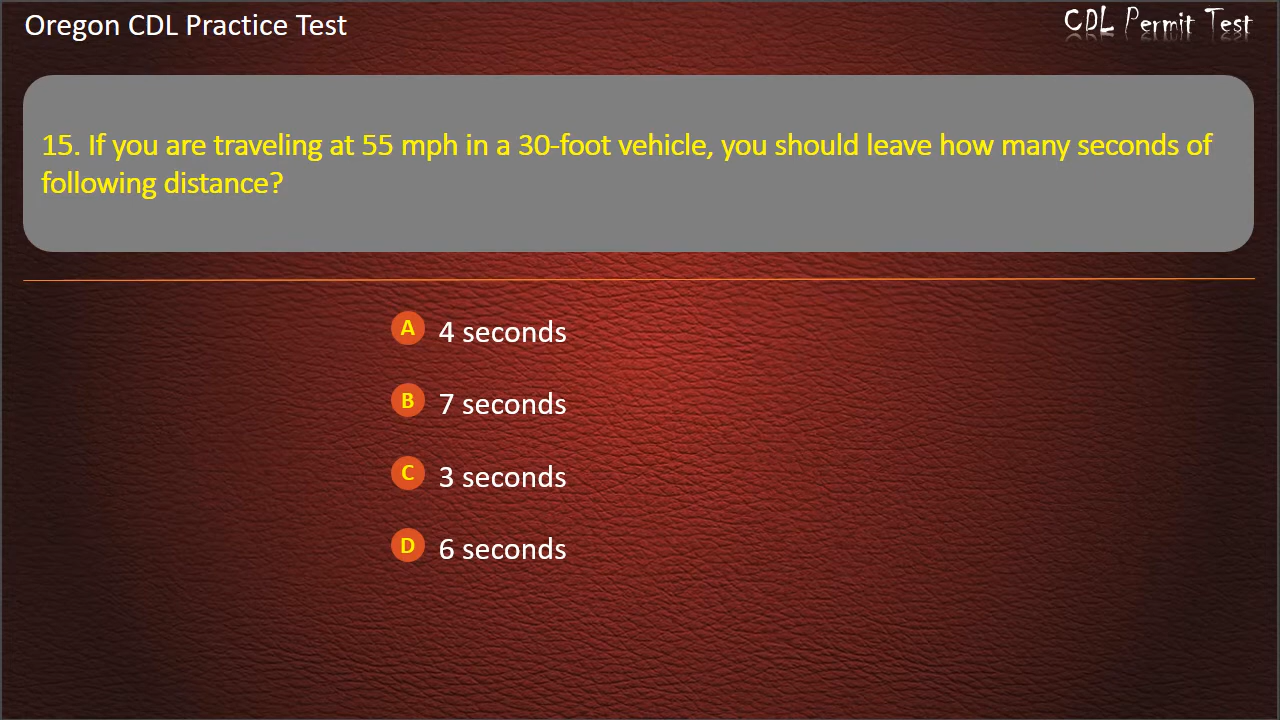 Oregon CDL Practice Test
CDL Permit Test
15. If you are traveling at 55 mph in a 30-foot vehicle, you should leave how many seconds of
following distance?
A 4 seconds
B 7 seconds
C 3 seconds
D 6 seconds